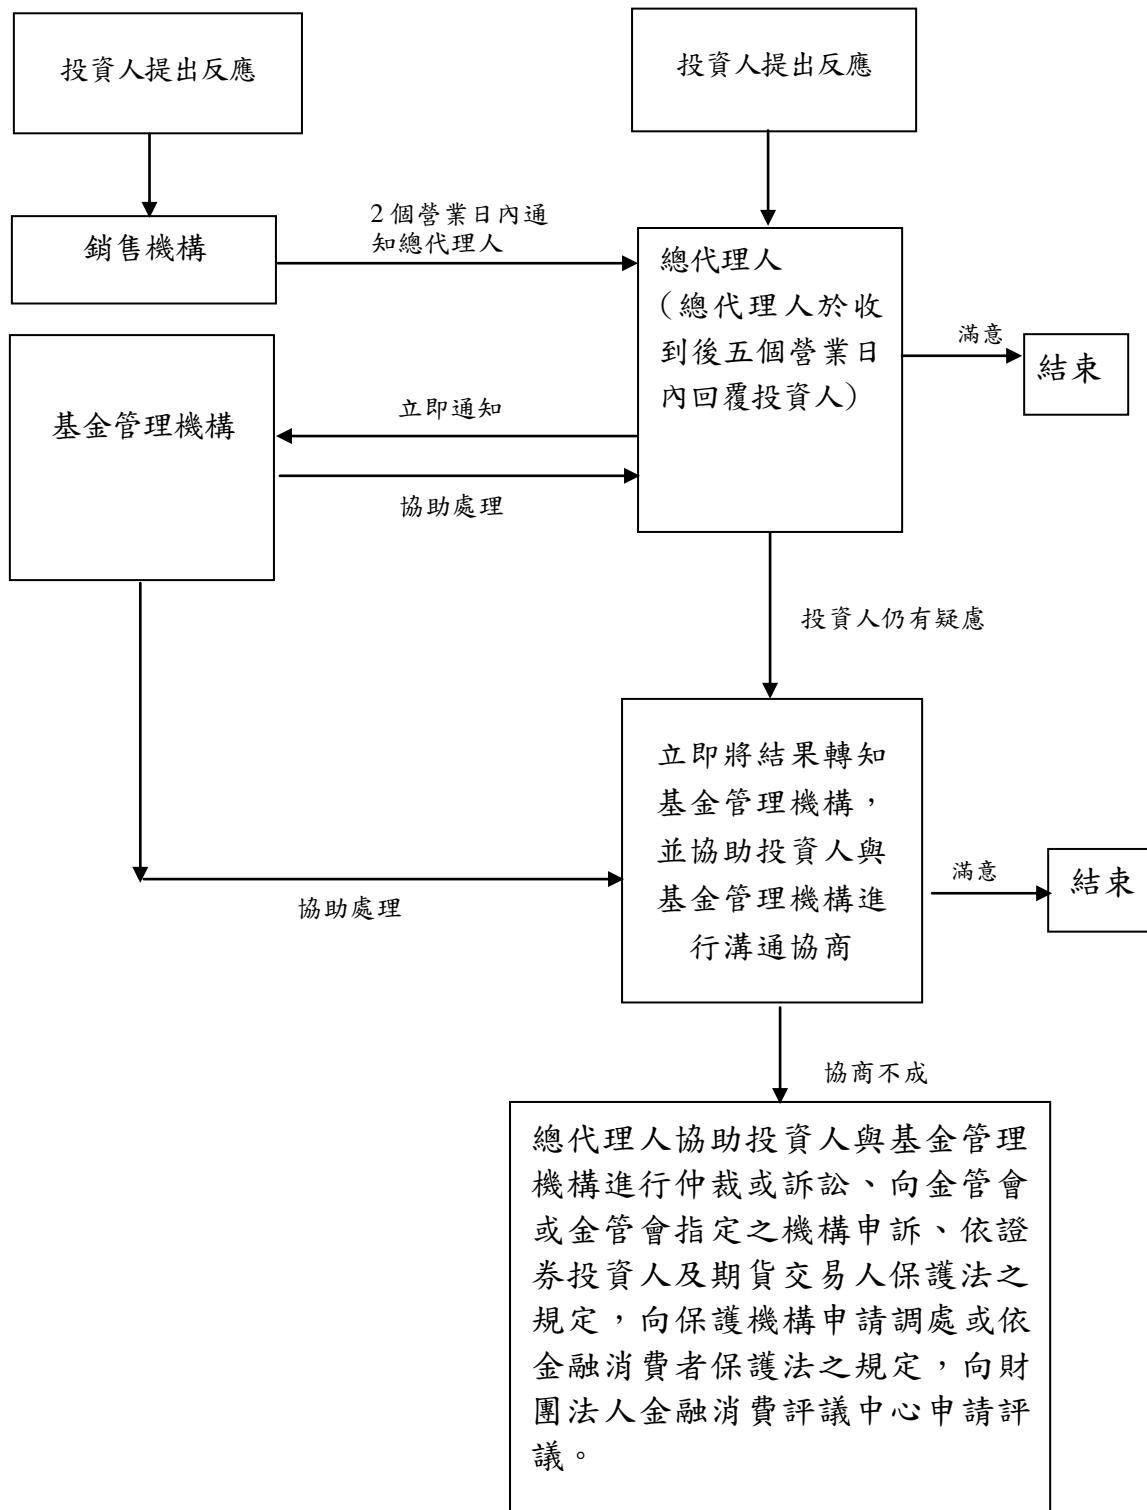 投資人提出反應
投資人提出反應
銷售機構
2 個營業日內通
知總代理人
總代理人
（總代理人於收
到後五個營業日
內回覆投資人）
滿意
結束
基金管理機構
立即通知
協助處理
投資人仍有疑慮
立即將結果轉知
基金管理機構，
並協助投資人與
基金管理機構進
行溝通協商
滿意
結束
協助處理
協商不成
總代理人協助投資人與基金管理
機構進行仲裁或訴訟、向金管會
或金管會指定之機構申訴、依證
券投資人及期貨交易人保護法之
規定，向保護機構申請調處或依
金融消費者保護法之規定，向財
團法人金融消費評議中心申請評
議。